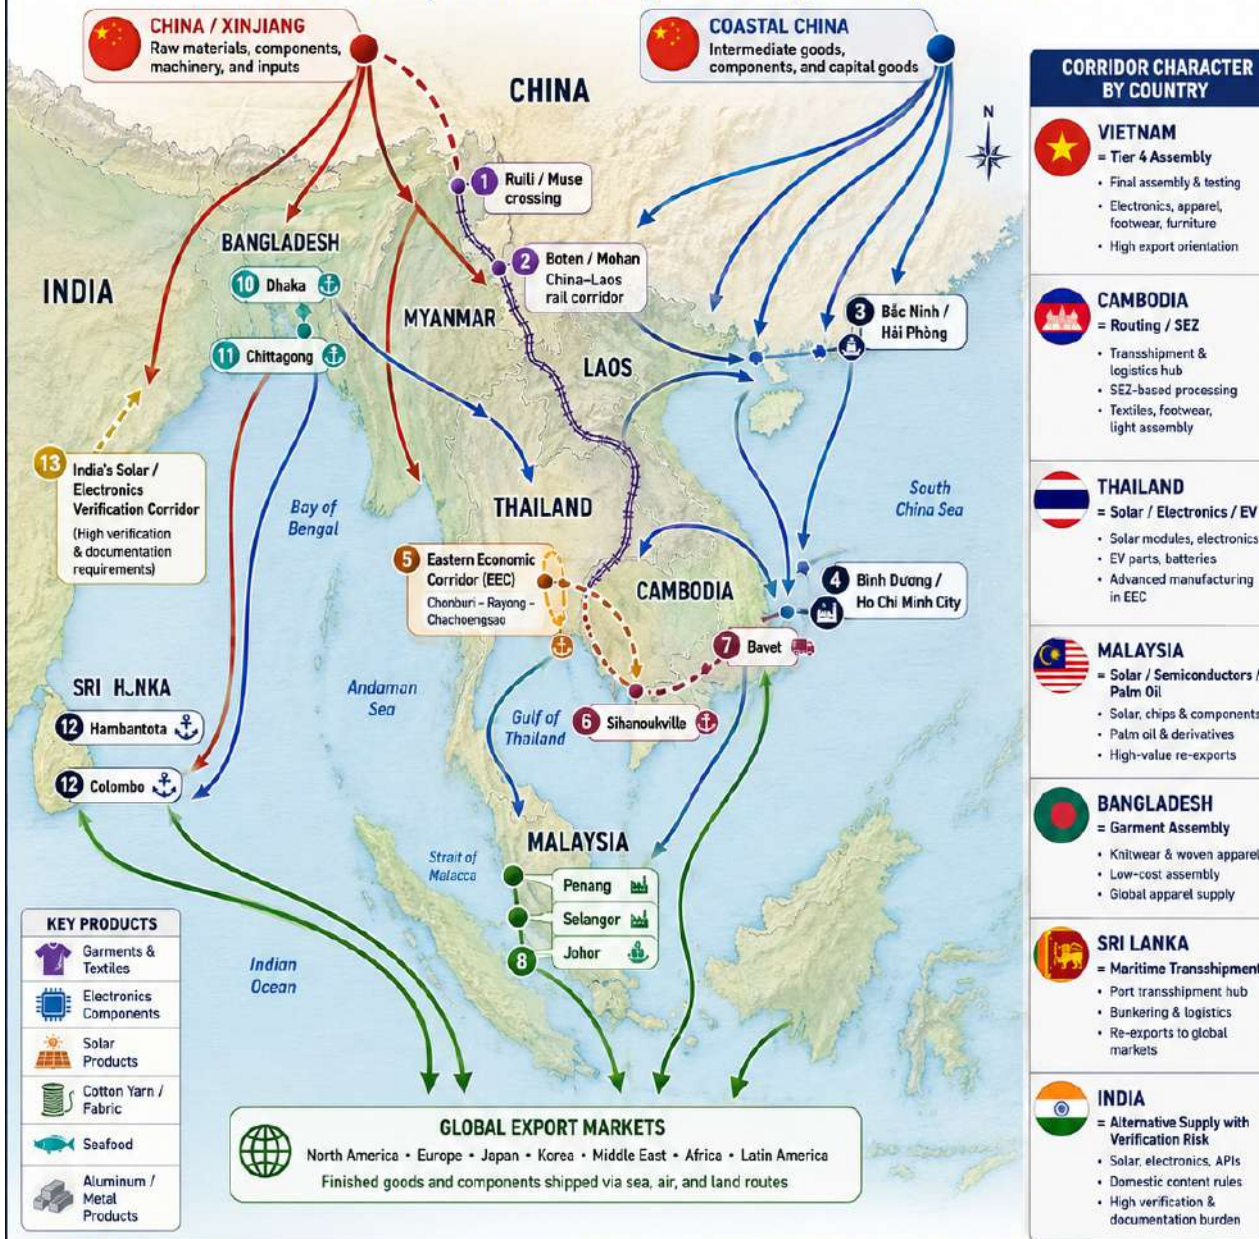 CHINA / XINJIANG
Raw materials, components,
machinery, and inputs
COASTAL CHINA
Intermediate goods,
components, and capital goods
CHINA
N
1
Ruili / Muse
crossing
2
Boten / Mohan
China–Laos
rail corridor
3
Bắc Ninh /
Hải Phòng
BANGLADESH
10 Dhaka
11 Chittagong
INDIA
MYANMAR
LAOS
13
India's Solar /
Electronics
Verification Corridor
(High verification
& documentation
requirements)
Bay of
Bengal
THAILAND
South
China Sea
5
Eastern Economic
Corridor (EEC)
Chonburi – Rayong –
Chachoengsao
CAMBODIA
4
Bình Dương /
Ho Chi Minh City
7 Bavet
6 Sihanoukville
SRI H.NKA
12 Hambantota
12 Colombo
Andaman
Sea
Gulf of
Thailand
MALAYSIA
Strait of
Malacca
Penang
Selangor
8 Johor
Indian
Ocean
KEY PRODUCTS
Garments &
Textiles
Electronics
Components
Solar
Products
Cotton Yarn /
Fabric
Seafood
Aluminum /
Metal
Products
GLOBAL EXPORT MARKETS
North America • Europe • Japan • Korea • Middle East • Africa • Latin America
Finished goods and components shipped via sea, air, and land routes
CORRIDOR CHARACTER
BY COUNTRY
VIETNAM
= Tier 4 Assembly
• Final assembly & testing
• Electronics, apparel,
footwear, furniture
• High export orientation
CAMBODIA
= Routing / SEZ
• Transshipment &
logistics hub
• SEZ-based processing
• Textiles, footwear,
light assembly
THAILAND
= Solar / Electronics / EV
• Solar modules, electronics
• EV parts, batteries
• Advanced manufacturing
in EEC
MALAYSIA
= Solar / Semiconductors /
Palm Oil
• Solar, chips & components
• Palm oil & derivatives
• High-value re-exports
BANGLADESH
= Garment Assembly
• Knitwear & woven apparel
• Low-cost assembly
• Global apparel supply
SRI LANKA
= Maritime Transshipment
• Port transshipment hub
• Bunkering & logistics
• Re-exports to global
markets
INDIA
= Alternative Supply with
Verification Risk
• Solar, electronics, APIs
• Domestic content rules
• High verification &
documentation burden